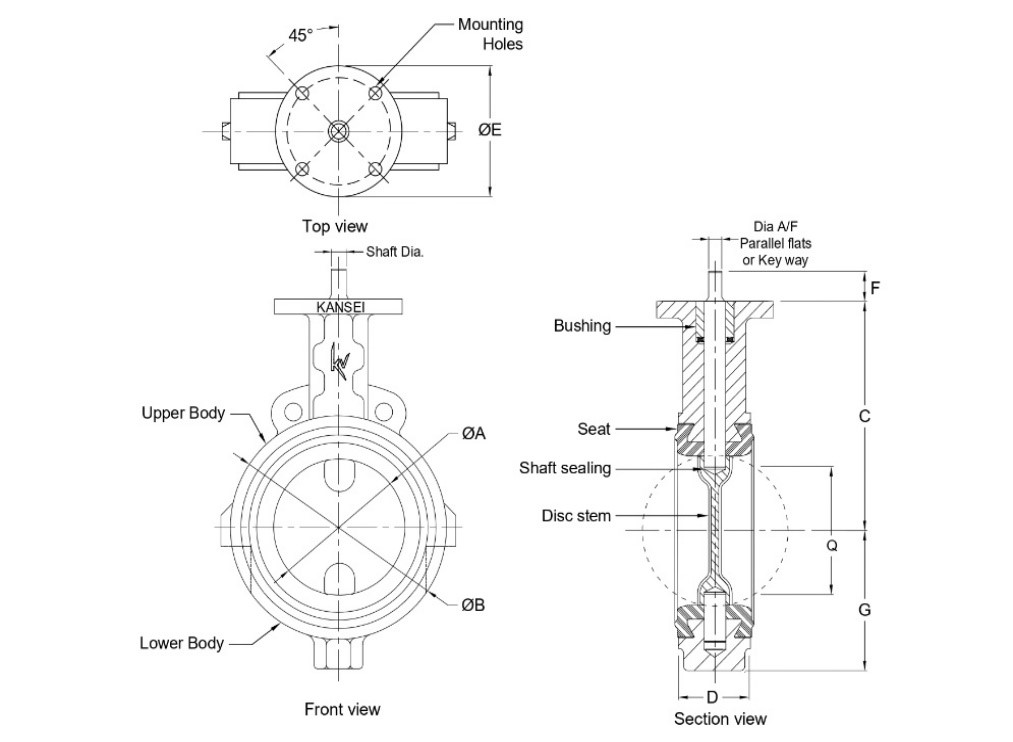 45°
Mounting
Holes
ØE
Top view
Shaft Dia.
KANSEI
KV
Upper Body
ØA
ØB
Lower Body
Front view
Dia A/F
Parallel flats
or Key way
F
Bushing
C
Seat
Shaft sealing
Disc stem
Q
G
D
Section view